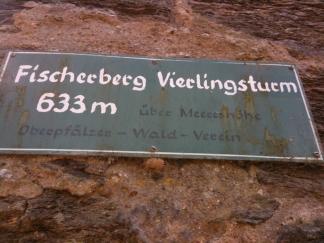 Fischerberg Vierlingsturm
633 m über Meereshöhe
Oberpfälzer - Wald - Verein